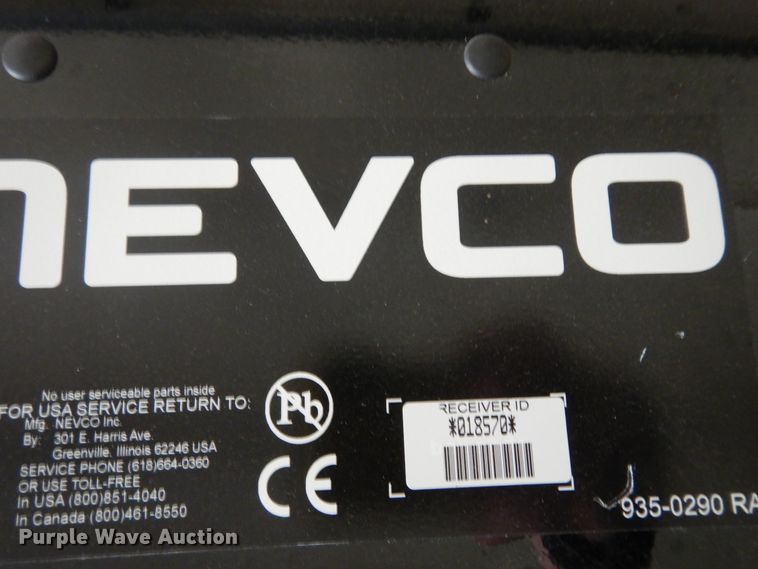 NEVCO
No user serviceable parts inside
FOR USA SERVICE RETURN TO:
Mfg. NEVCO Inc.
By: 301 E. Harris Ave.
Greenville, Illinois 62246 USA
SERVICE PHONE (618)664-0360
OR USE TOLL-FREE
In USA (800)851-4040
In Canada (800)461-8550
Pb
CE
RECEIVER ID
*018570*
935-0290 RA
Purple Wave Auction